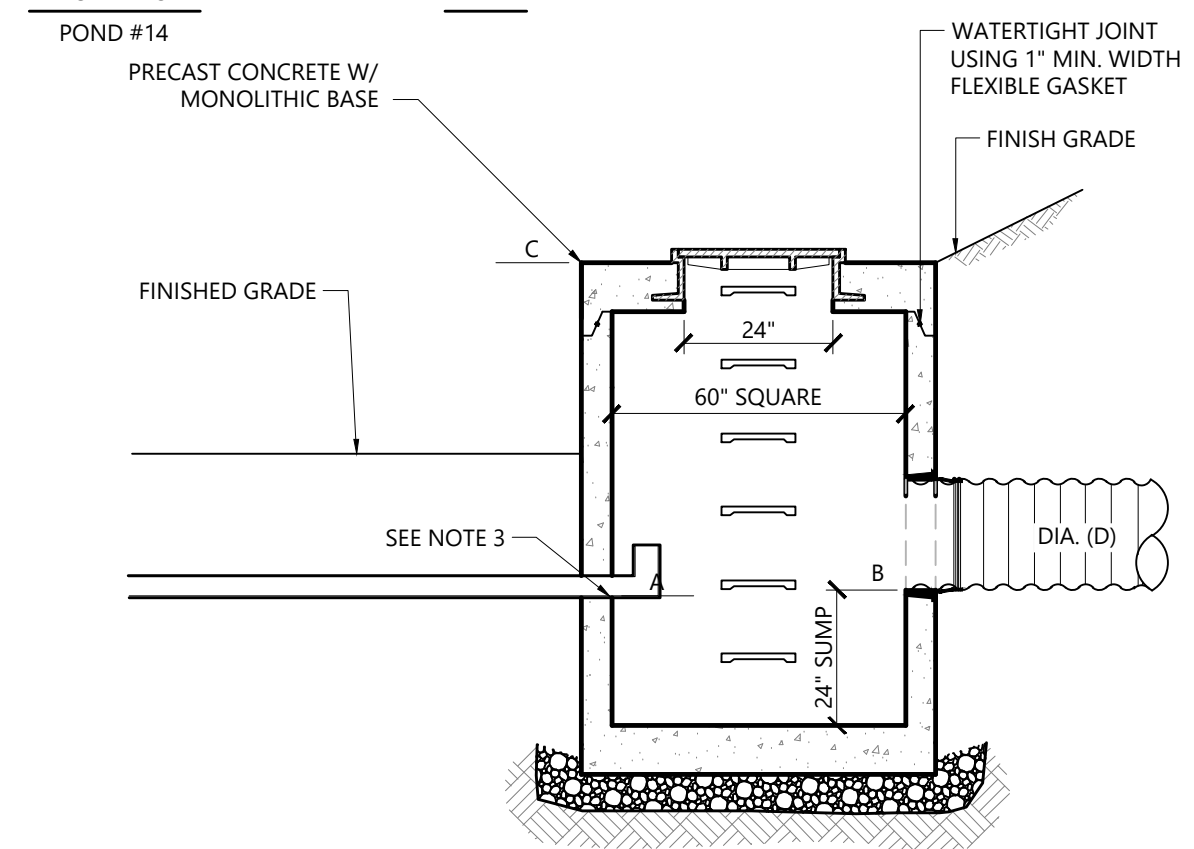 POND #14
PRECAST CONCRETE W/
MONOLITHIC BASE
WATERTIGHT JOINT
USING 1" MIN. WIDTH
FLEXIBLE GASKET
FINISH GRADE
C
FINISHED GRADE
24"
60" SQUARE
SEE NOTE 3
A
B
DIA. (D)
24" SUMP